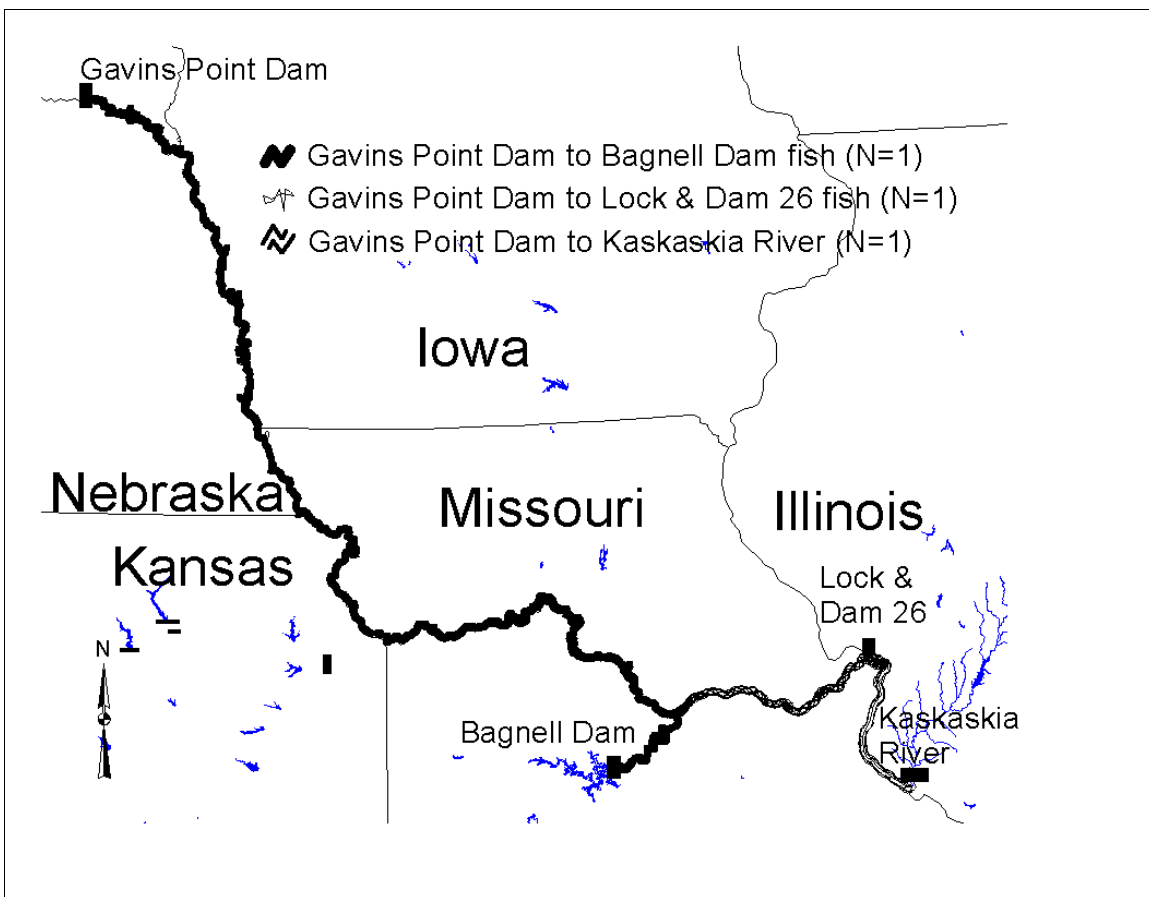 Gavins Point Dam
Gavins Point Dam to Bagnell Dam fish (N=1)
Gavins Point Dam to Lock & Dam 26 fish (N=1)
Gavins Point Dam to Kaskaskia River (N=1)
Iowa
Nebraska
Missouri
Illinois
Kansas
Lock &
Dam 26
N
Kaskaskia
River
Bagnell Dam